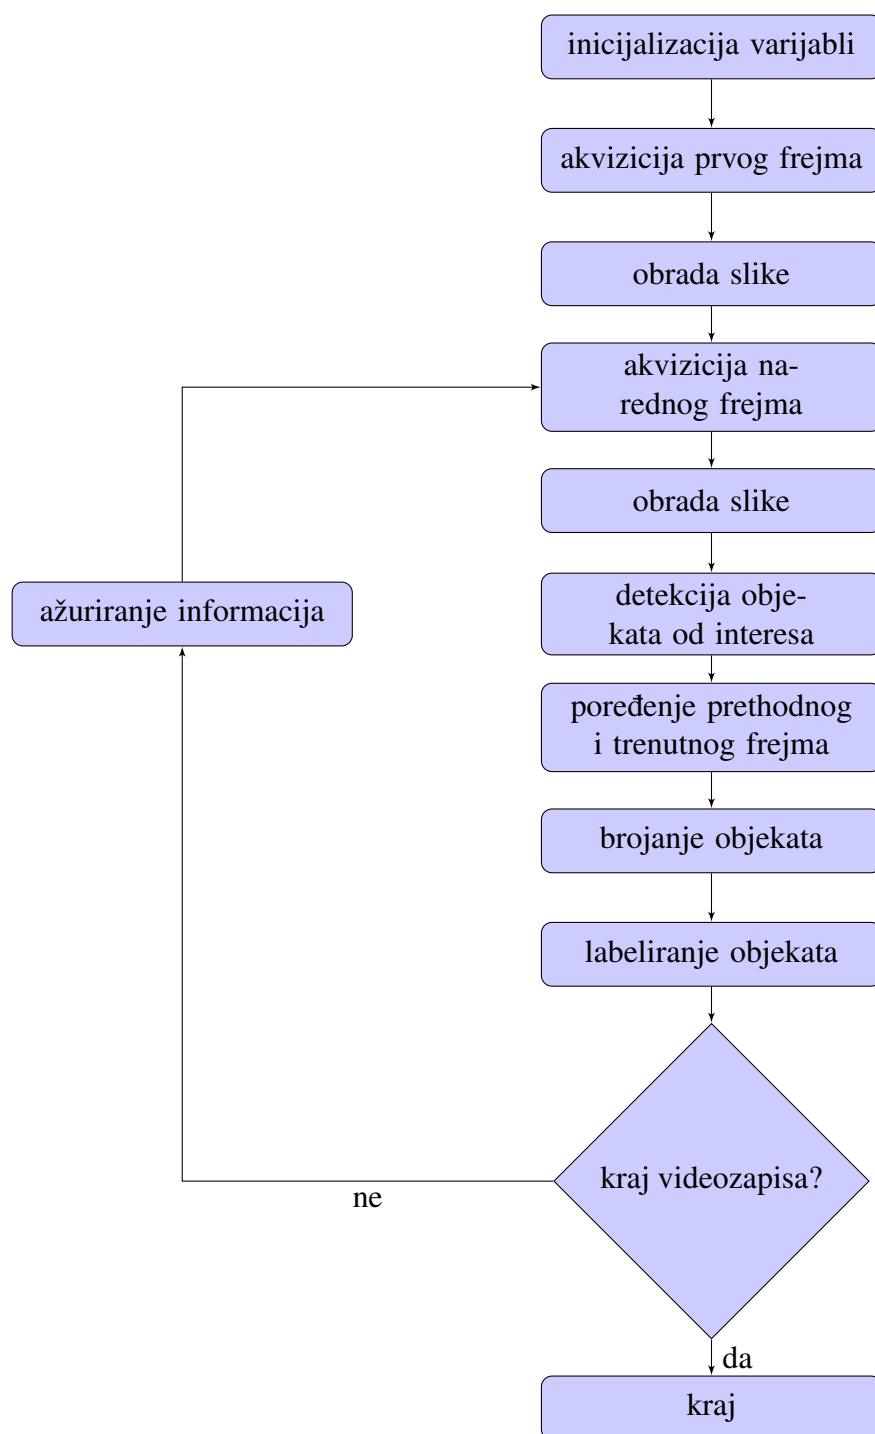 inicijalizacija varijabli
akvizicija prvog frejma
obrada slike
akvizicija na-
rednog frejma
obrada slike
ažuriranje informacija
detekcija obje-
kata od interesa
poređenje prethodnog
i trenutnog frejma
brojanje objekata
labeliranje objekata
kraj videozapisa?
ne
da
kraj